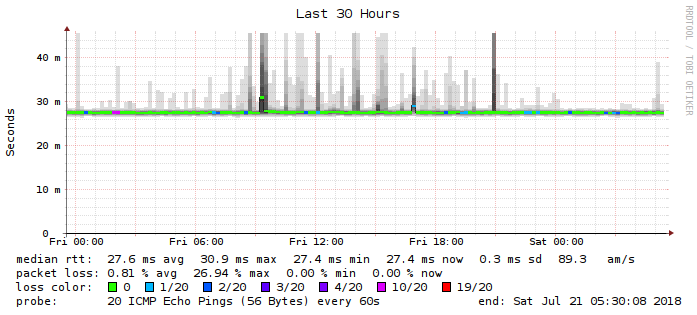 Last 30 Hours
RRDTOOL / TOBI OETIKER
Seconds
40 m
30 m
20 m
10 m
0
Fri 00:00 Fri 06:00 Fri 12:00 Fri 18:00 Sat 00:00
median rtt: 27.6 ms avg 30.9 ms max 27.4 ms min 27.4 ms now 0.3 ms sd 89.3 am/s
packet loss: 0.81 % avg 26.94 % max 0.00 % min 0.00 % now
loss color: 0 1/20 2/20 3/20 4/20 10/20 19/20
probe: 20 ICMP Echo Pings (56 Bytes) every 60s end: Sat Jul 21 05:30:08 2018